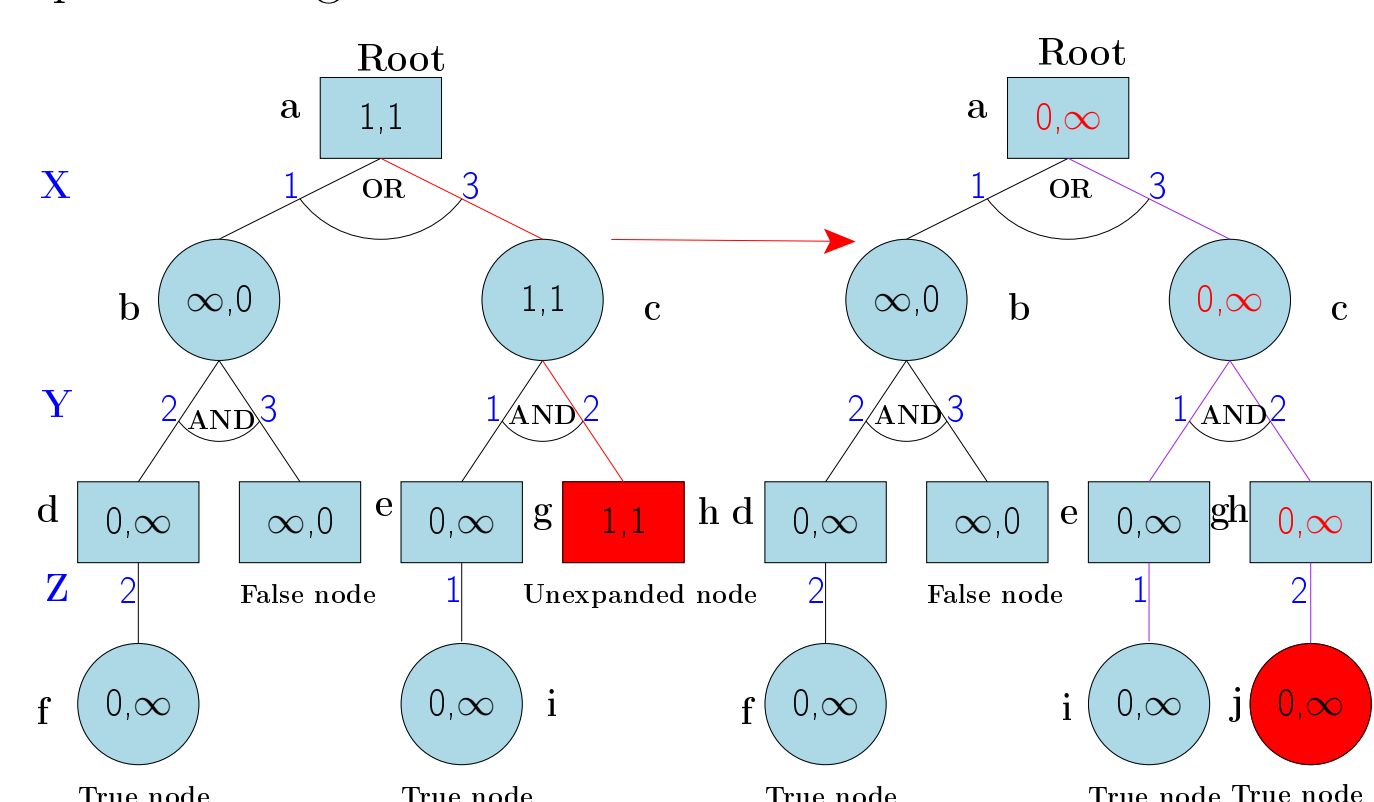 Root Root
a 1,1 a 0,∞
X 1 OR 3 1 OR 3
b ∞,0 1,1 c ∞,0 b 0,∞ c
Y 2 AND 3 1 AND 2 2 AND 3 1 AND 2
d 0,∞ ∞,0 e 0,∞ g 1,1 h d 0,∞ ∞,0 e 0,∞ gh 0,∞
Z 2 False node 1 Unexpanded node 2 False node 1 2
f 0,∞ 0,∞ i f 0,∞ i 0,∞ j 0,∞
True node True node True node True node True node